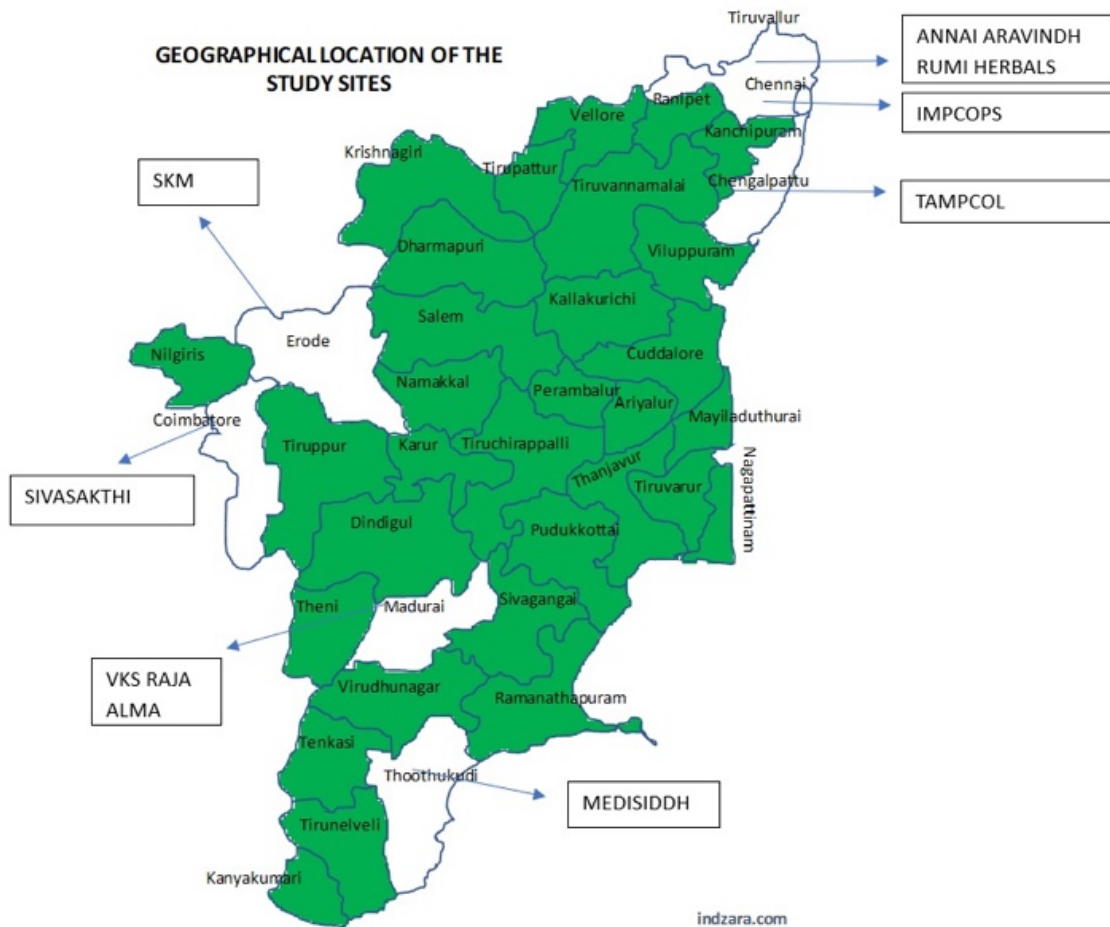 Tiruvallur
GEOGRAPHICAL LOCATION OF THE
STUDY SITES
ANNAI ARAVINDH
RUMI HERBALS
Chennai
IMPCOPS
Ranipet
Vellore
Kanchipuram
Krishnagiri
Tirupattur
SKM
Tiruvannamalai
Chengalpattu
TAMPCOL
Dharmapuri
Viluppuram
Kallakurichi
Salem
Erode
Nilgiris
Cuddalore
Namakkal
Perambalur
Ariyalur
Mayiladuthurai
Coimbatore
Tiruppur
Karur
Tiruchirappalli
Thanjavur
Nagapattinam
SIVASAKTHI
Tiruvarur
Dindigul
Pudukkottai
Theni
Madurai
Sivagangai
VKS RAJA
ALMA
Virudhunagar
Ramanathapuram
Tenkasi
Thoothukudi
MEDISIDDH
Tirunelveli
Kanyakumari
indzara.com